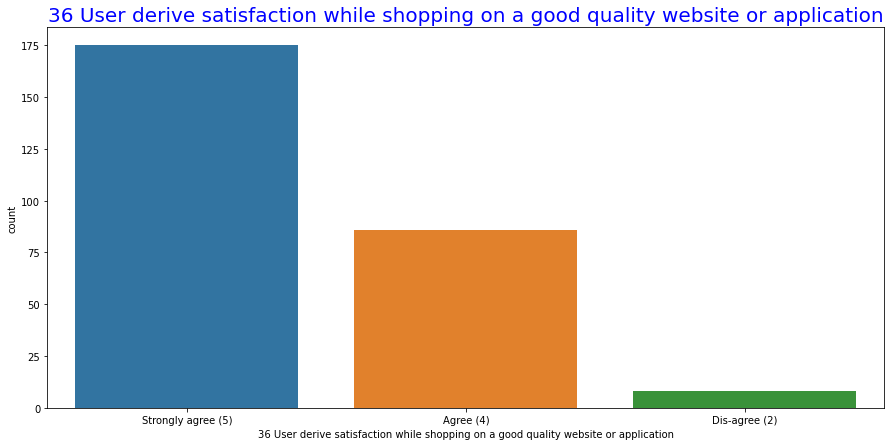 36 User derive satisfaction while shopping on a good quality website or application
175
150
125
100
75
50
25
0
count
Strongly agree (5) Agree (4) Dis-agree (2)
36 User derive satisfaction while shopping on a good quality website or application